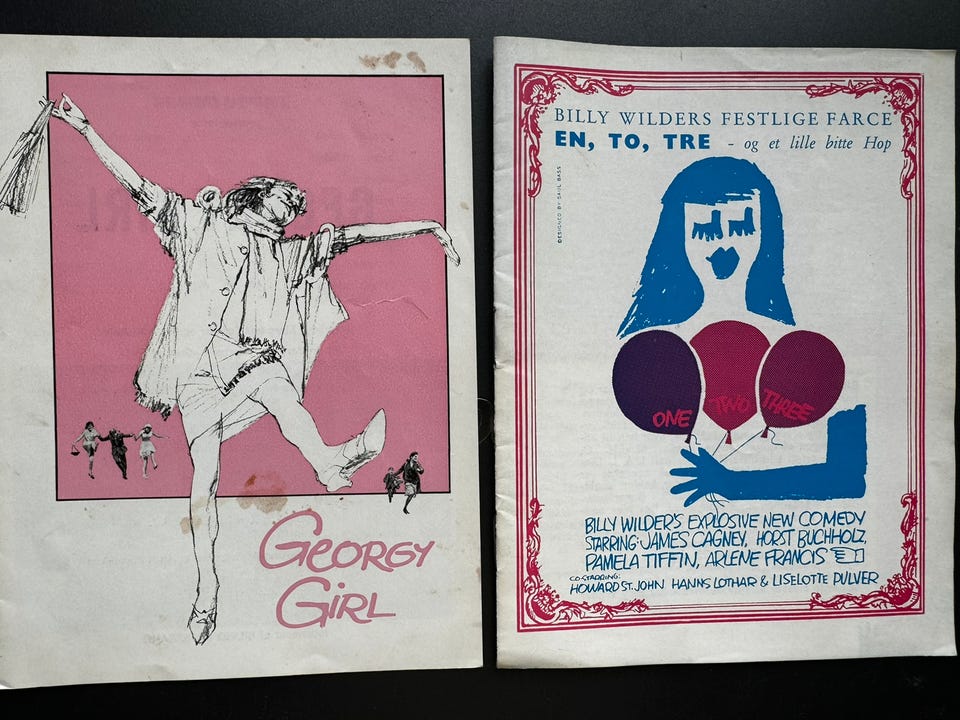 GEORGY
GIRL
BILLY WILDERS FESTLIGE FARCE
EN, TO, TRE - og et lille bitte Hop
DESIGNED BY SAUL BASS
ONE TWO THREE
BILLY WILDER'S EXPLOSIVE NEW COMEDY
STARRING: JAMES CAGNEY, HORST BUCHHOLZ,
PAMELA TIFFIN, ARLENE FRANCIS
CO-STARRING:
HOWARD ST. JOHN HANNS LOTHAR & LISELOTTE PULVER